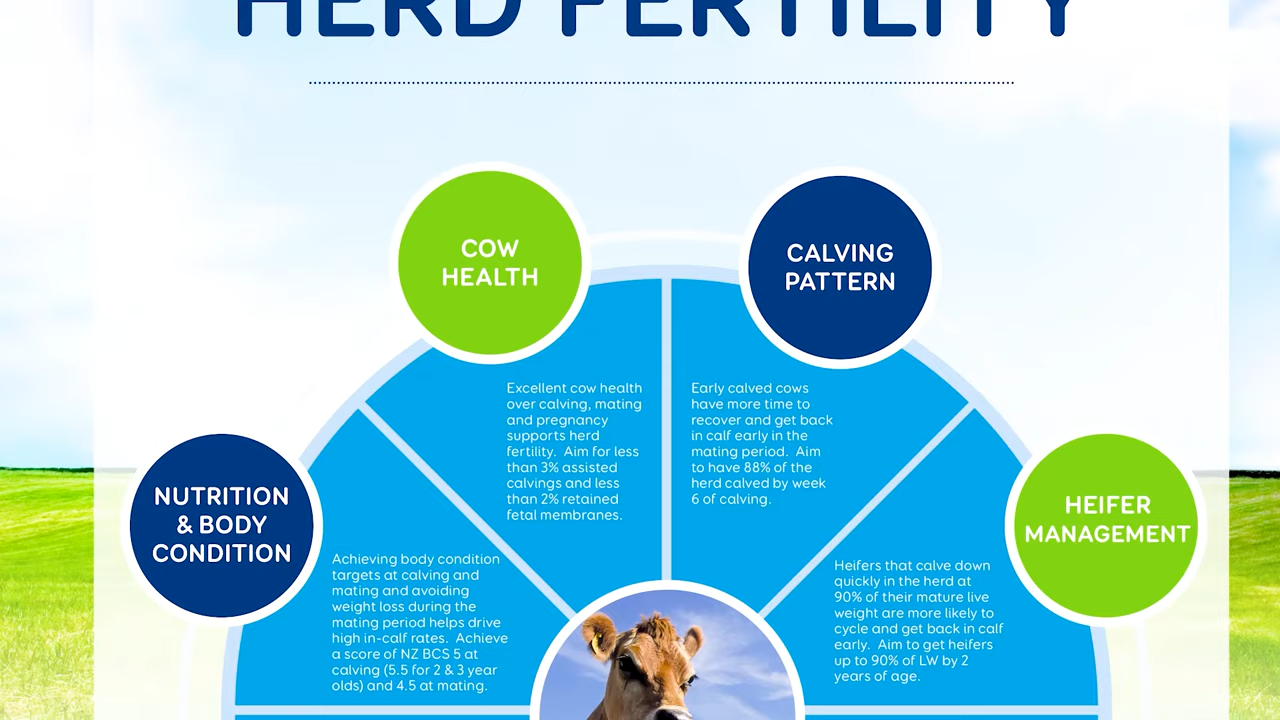 HERD FERTILITY
COW
HEALTH
CALVING
PATTERN
Excellent cow health
over calving, mating
and pregnancy
supports herd
fertility.  Aim for less
than 3% assisted
calvings and less
than 2% retained
fetal membranes.
Early calved cows
have more time to
recover and get back
in calf early in the
mating period.  Aim
to have 88% of the
herd calved by week
6 of calving.
NUTRITION
& BODY
CONDITION
HEIFER
MANAGEMENT
Achieving body condition
targets at calving and
mating and avoiding
weight loss during the
mating period helps drive
high in-calf rates.  Achieve
a score of NZ BCS 5 at
calving (5.5 for 2 & 3 year
olds) and 4.5 at mating.
Heifers that calve down
quickly in the herd at
90% of their mature live
weight are more likely to
cycle and get back in calf
early.  Aim to get heifers
up to 90% of LW by 2
years of age.